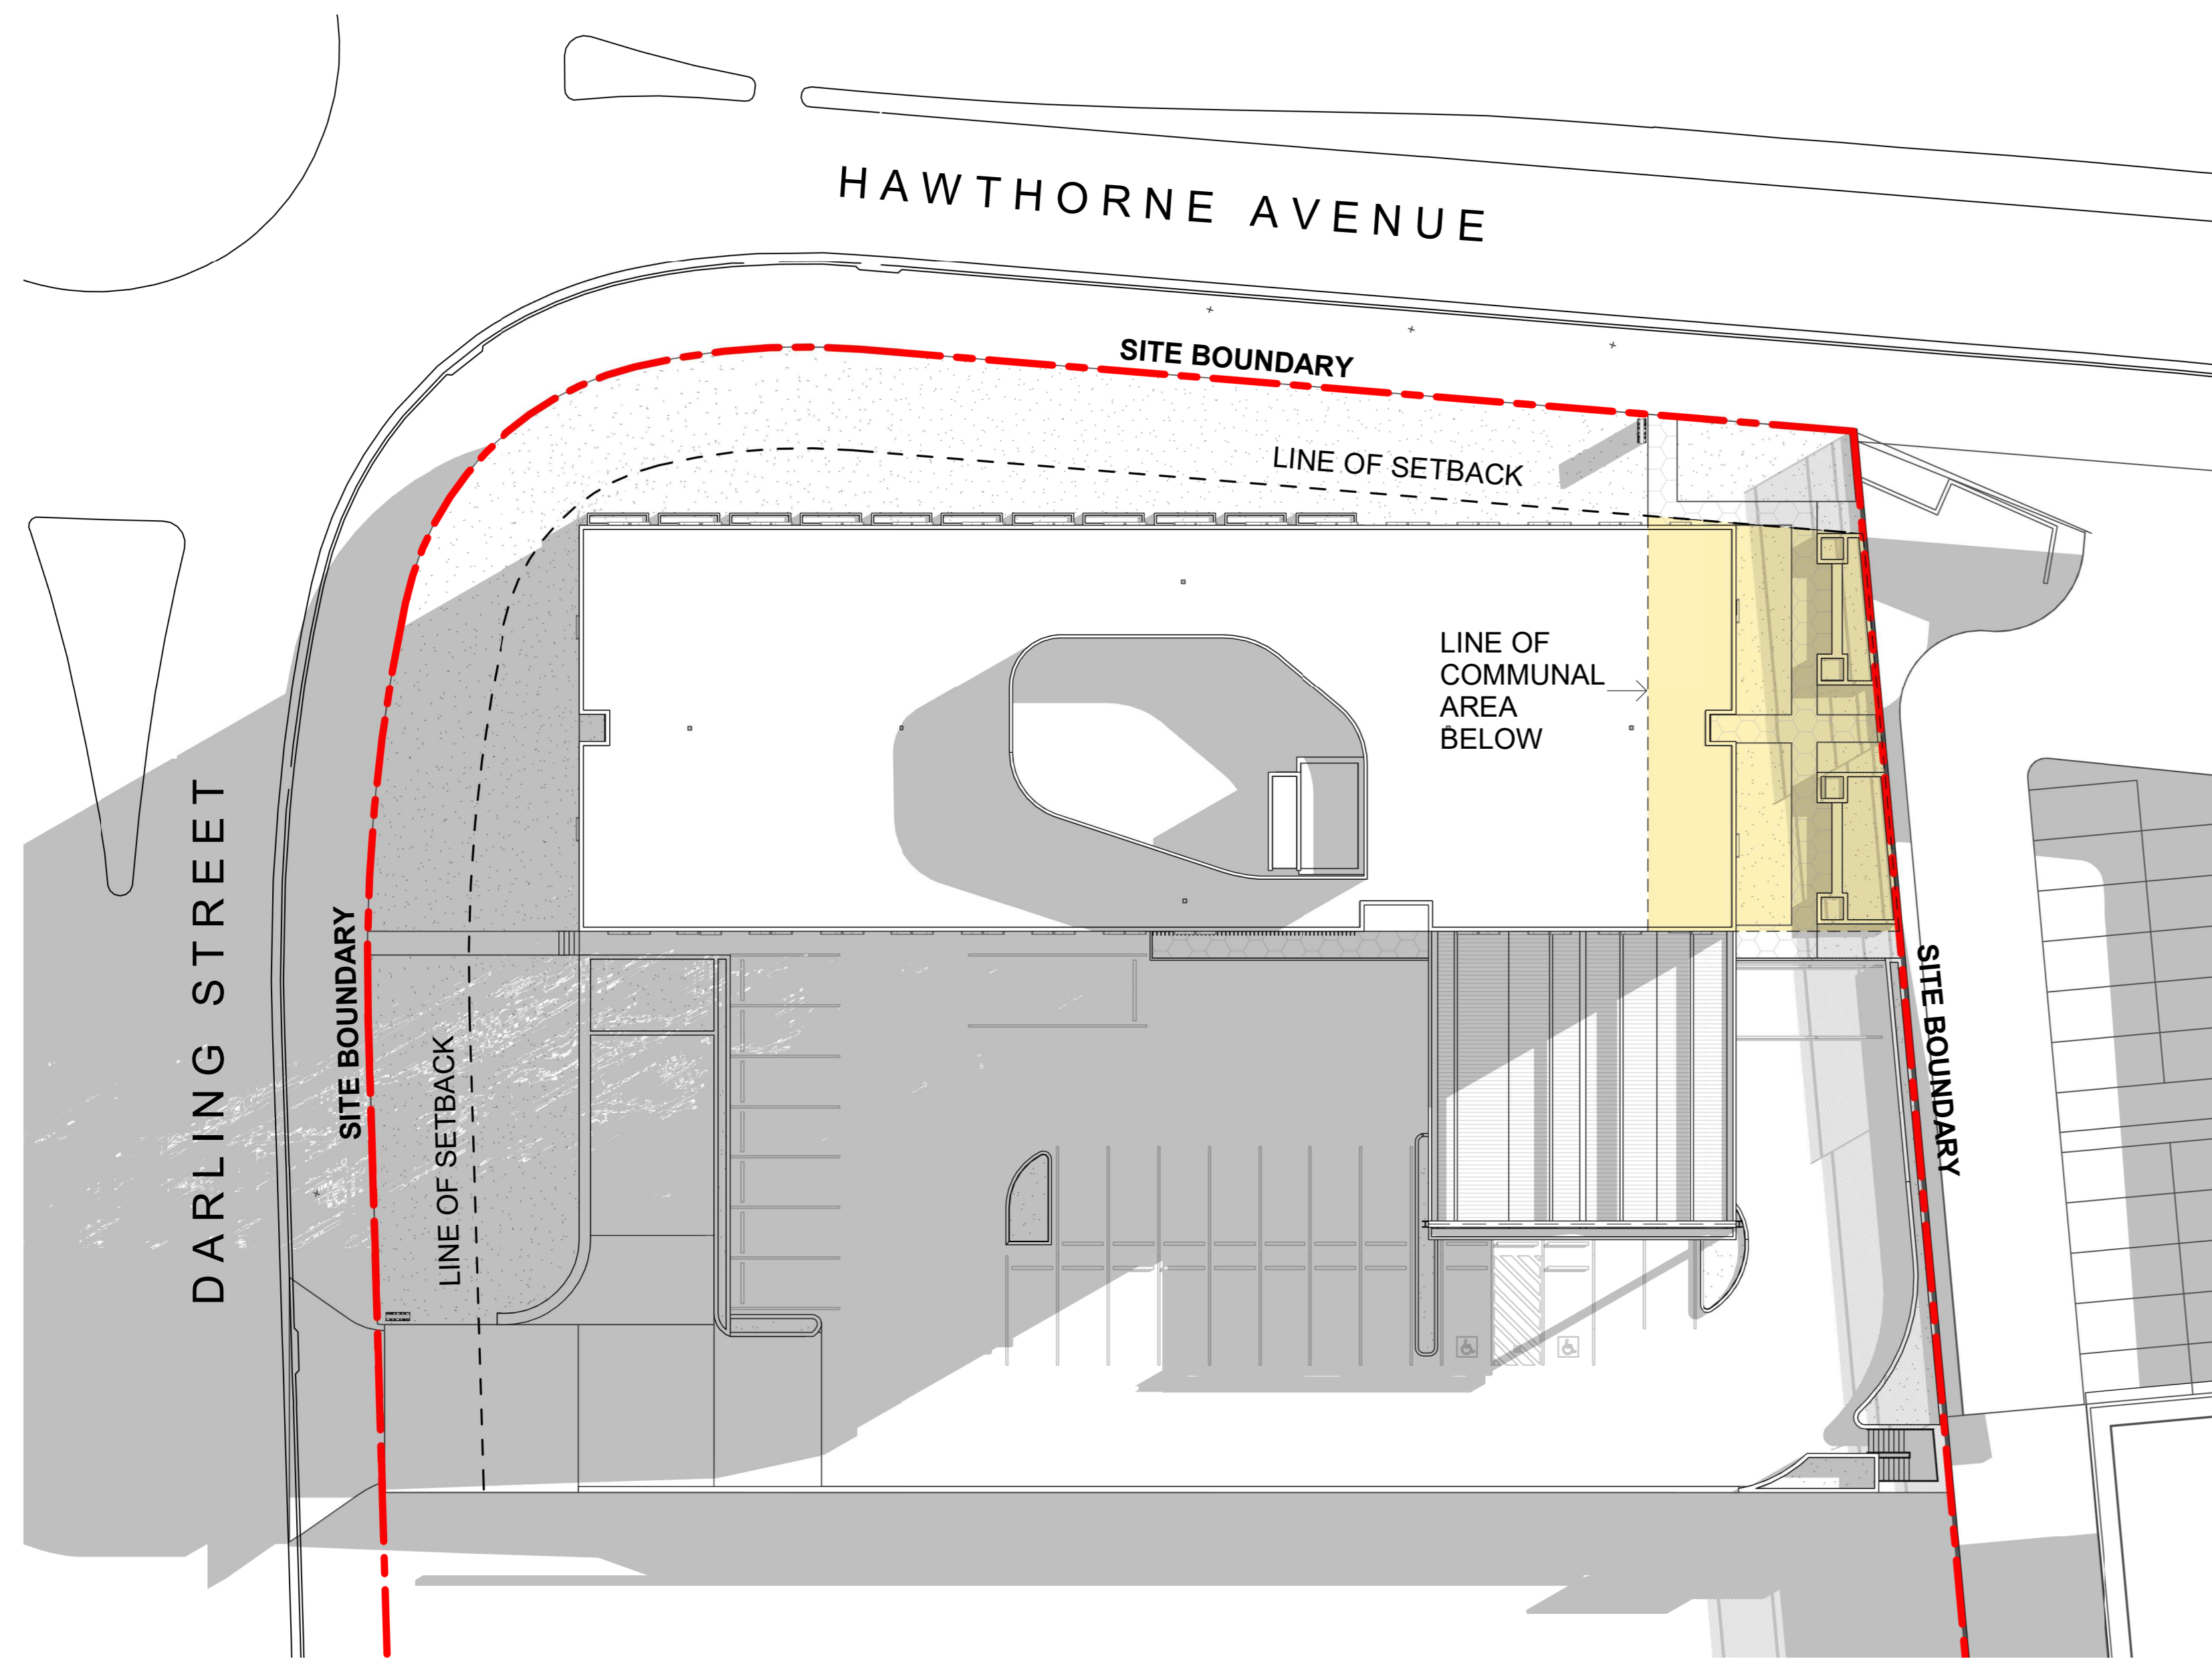 HAWTHORNE AVENUE
SITE BOUNDARY
LINE OF SETBACK
LINE OF
COMMUNAL
AREA
BELOW
DARLING STREET
SITE BOUNDARY
LINE OF SETBACK
SITE BOUNDARY